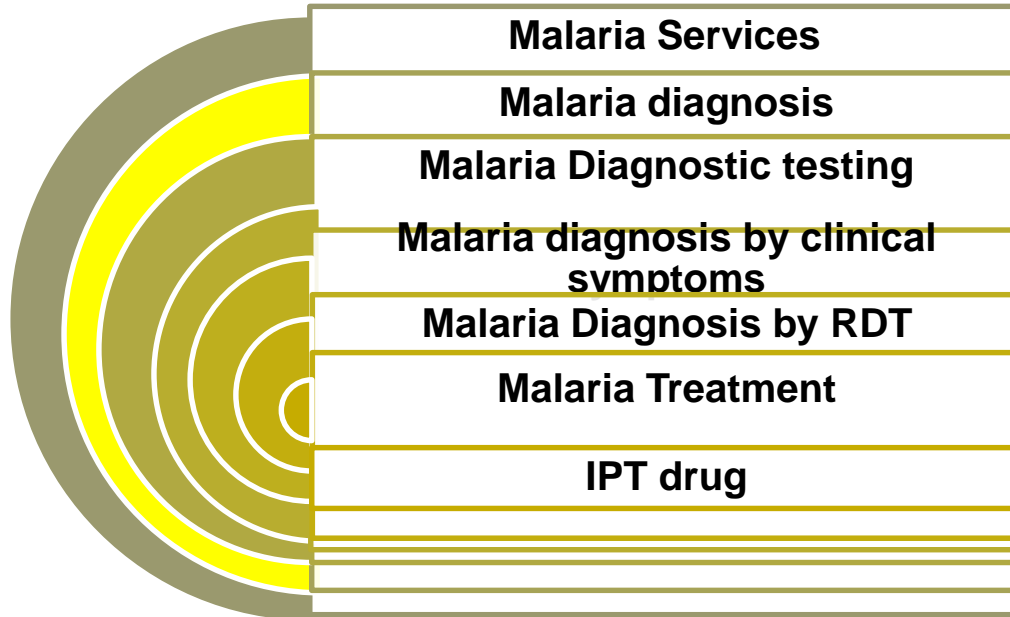 Malaria Services
Malaria diagnosis
Malaria Diagnostic testing
Malaria diagnosis by clinical
symptoms
Malaria Diagnosis by RDT
Malaria Treatment
IPT drug